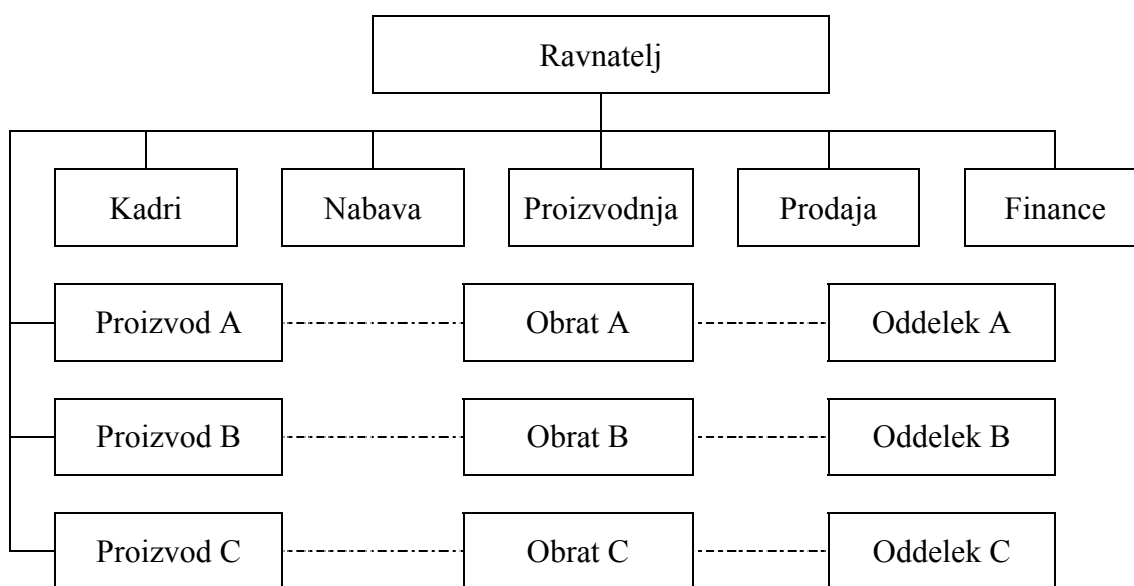 Ravnatelj
Kadri
Nabava
Proizvodnja
Prodaja
Finance
Proizvod A
Obrat A
Oddelek A
Proizvod B
Obrat B
Oddelek B
Proizvod C
Obrat C
Oddelek C